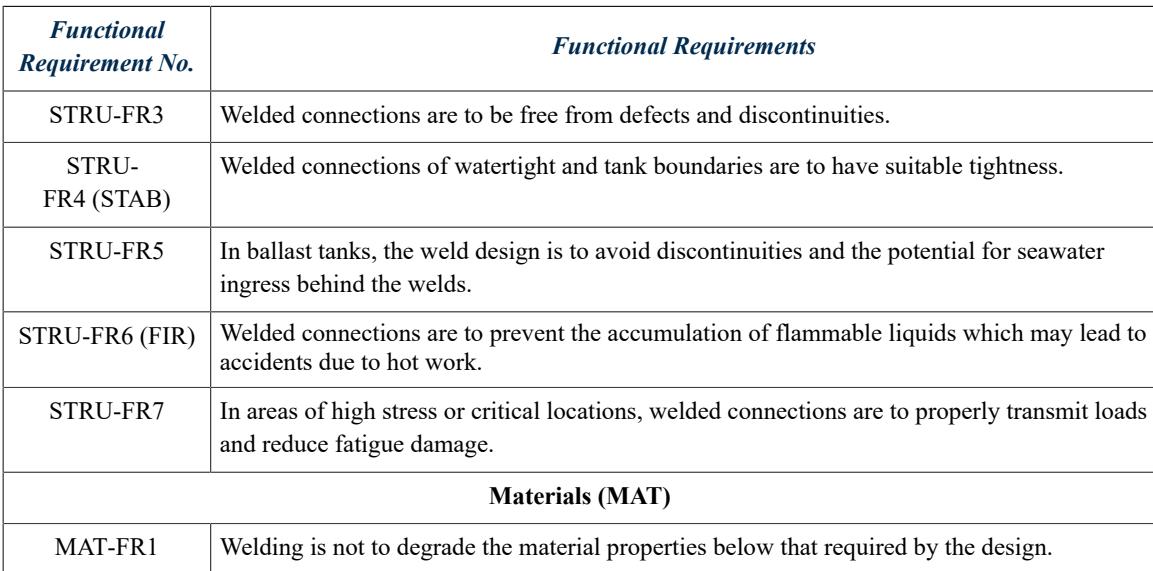 Functional
Requirement No.
Functional Requirements
STRU-FR3
Welded connections are to be free from defects and discontinuities.
STRU-
FR4 (STAB)
Welded connections of watertight and tank boundaries are to have suitable tightness.
STRU-FR5
In ballast tanks, the weld design is to avoid discontinuities and the potential for seawater
ingress behind the welds.
STRU-FR6 (FIR)
Welded connections are to prevent the accumulation of flammable liquids which may lead to
accidents due to hot work.
STRU-FR7
In areas of high stress or critical locations, welded connections are to properly transmit loads
and reduce fatigue damage.
Materials (MAT)
MAT-FR1
Welding is not to degrade the material properties below that required by the design.